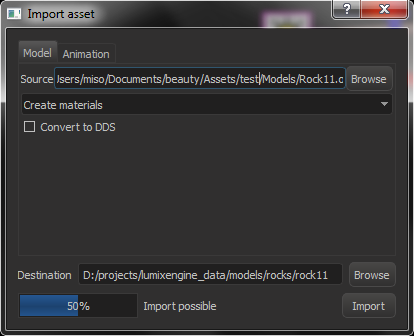 Import asset
Model
Animation
Source
/sers/miso/Documents/beauty/Assets/test/Models/Rock11.c
Browse
Create materials
Convert to DDS
Destination
D:/projects/lumixengine_data/models/rocks/rock11
Browse
50%
Import possible
Import